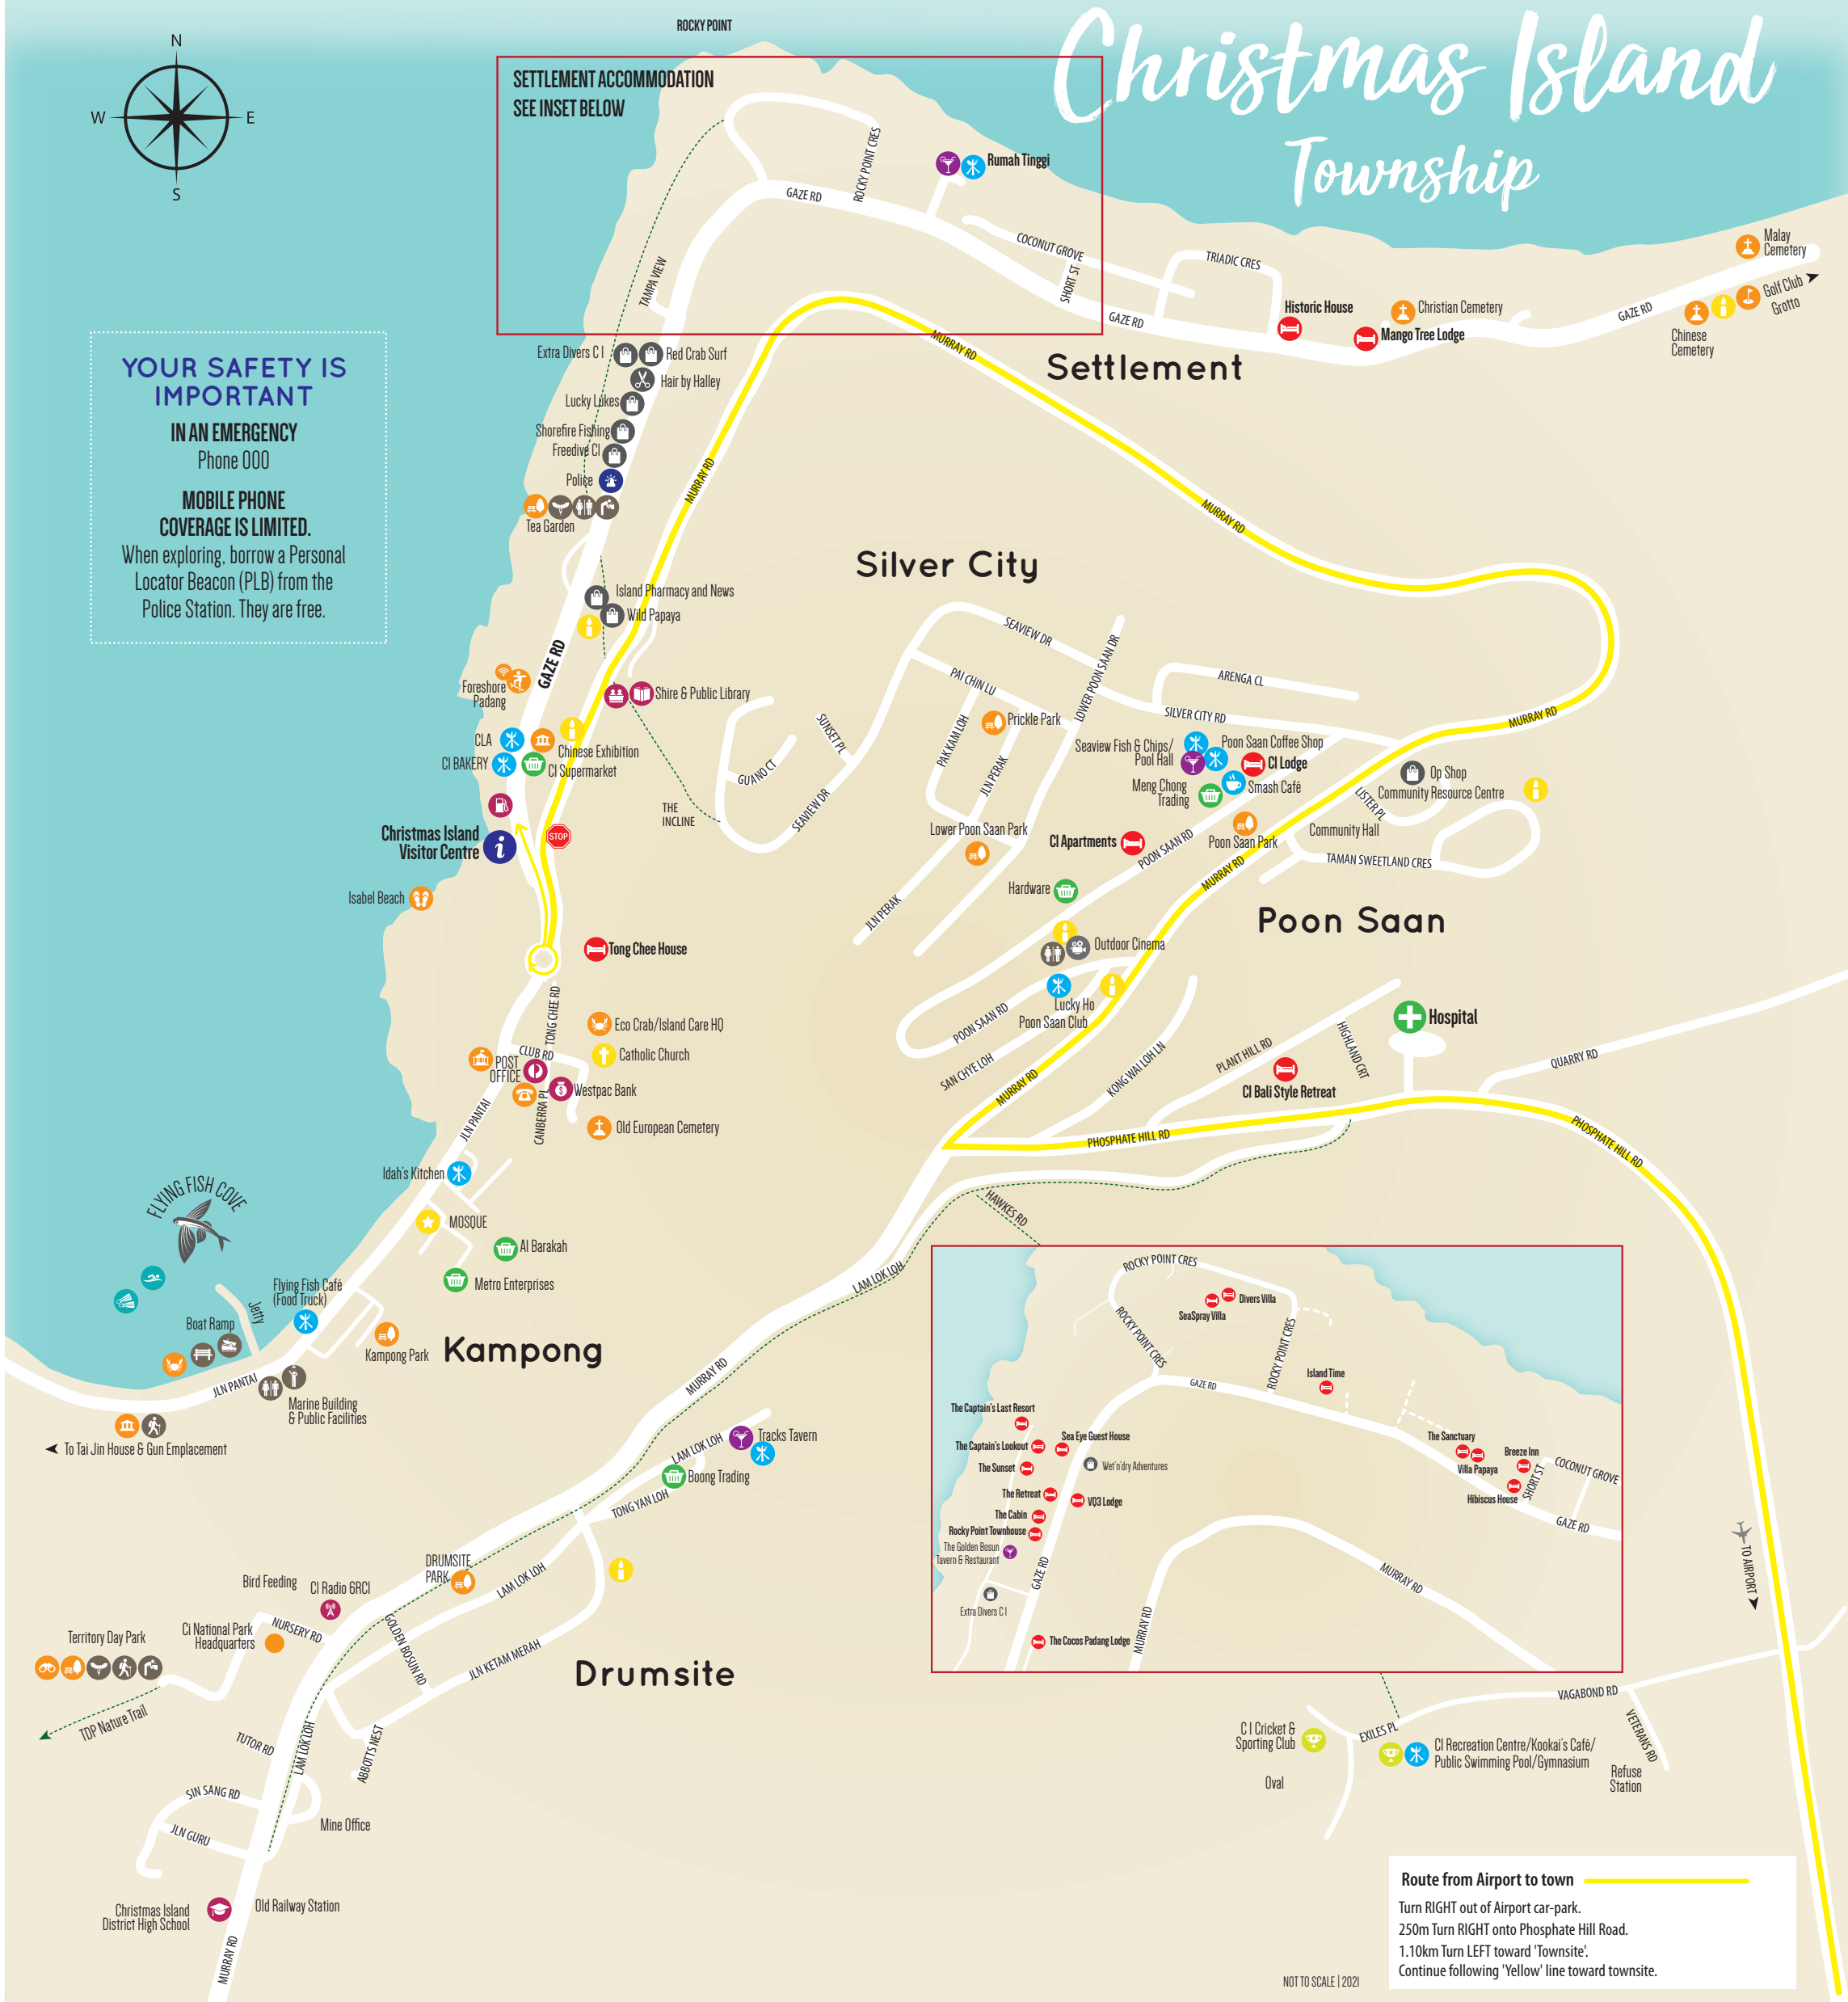 Christmas Island
Township
N
W
E
S
ROCKY POINT
SETTLEMENT ACCOMMODATION
SEE INSET BELOW
YOUR SAFETY IS
IMPORTANT
IN AN EMERGENCY
Phone 000
MOBILE PHONE
COVERAGE IS LIMITED.
When exploring, borrow a Personal
Locator Beacon (PLB) from the
Police Station. They are free.
ROCKY POINT CRES
Rumah Tinggi
GAZE RD
TAMPA VIEW
COCONUT GROVE
SHORT ST
TRIADIC CRES
GAZE RD
Historic House
Mango Tree Lodge
Christian Cemetery
GAZE RD
Malay
Cemetery
Golf Club
Grotto
Chinese
Cemetery
Settlement
MURRAY RD
MURRAY RD
MURRAY RD
MURRAY RD
Extra Divers C I
Red Crab Surf
Hair by Halley
Lucky Lukes
Shorefire Fishing
Freedive CI
Police
Tea Garden
Island Pharmacy and News
Wild Papaya
GAZE RD
Foreshore
Padang
Shire & Public Library
CLA
Chinese Exhibition
CI BAKERY
CI Supermarket
STOP
i
Christmas Island
Visitor Centre
Isabel Beach
Tong Chee House
THE
INCLINE
Silver City
SEAVIEW DR
PAI CHIN LU
LOWER POON SAAN DR
ARENGA CL
SILVER CITY RD
SUNSET PL
GUANO CT
SEAVIEW DR
PAK KAM LOH
Prickle Park
JLN PERAK
Lower Poon Saan Park
JLN PERAK
Seaview Fish & Chips/
Pool Hall
Poon Saan Coffee Shop
CI Lodge
Meng Chong
Trading
Smash Café
Poon Saan Park
CI Apartments
POON SAAN RD
Hardware
Op Shop
Community Resource Centre
LISTER PL
Community Hall
TAMAN SWEETLAND CRES
MURRAY RD
Poon Saan
Outdoor Cinema
Lucky Ho
Poon Saan Club
POON SAAN RD
SAN CHYE LOH
MURRAY RD
KONG WAI LOH LN
PLANT HILL RD
HIGHLAND CRT
CI Bali Style Retreat
Hospital
QUARRY RD
PHOSPHATE HILL RD
PHOSPHATE HILL RD
HAWKES RD
TONG CHEE RD
Eco Crab/Island Care HQ
CLUB RD
POST
OFFICE
Catholic Church
$
Westpac Bank
CANBERRA PL
Old European Cemetery
JLN PANTAI
Idah's Kitchen
MOSQUE
Al Barakah
Metro Enterprises
FLYING FISH COVE
Flying Fish Café
(Food Truck)
Jetty
Boat Ramp
Kampong Park
Kampong
JLN PANTAI
Marine Building
& Public Facilities
To Tai Jin House & Gun Emplacement
LAM LOK LOH
MURRAY RD
LAM LOK LOH
Tracks Tavern
Boong Trading
TONG YAN LOH
DRUMSITE
PARK
LAM LOK LOH
Bird Feeding
CI Radio 6RCI
NURSERY RD
Ci National Park
Headquarters
Territory Day Park
TDP Nature Trail
GOLDEN BOSUN RD
JLN KETAM MERAH
Drumsite
TUTOR RD
LAM LOK LOH
ABBOTTS NEST
SIN SANG RD
JLN GURU
Mine Office
Christmas Island
District High School
Old Railway Station
MURRAY RD
ROCKY POINT CRES
Divers Villa
SeaSpray Villa
ROCKY POINT CRES
ROCKY POINT CRES
GAZE RD
Island Time
The Captain's Last Resort
The Captain's Lookout
Sea Eye Guest House
The Sunset
Wet'n'dry Adventures
The Retreat
VQ3 Lodge
The Cabin
Rocky Point Townhouse
The Golden Bosun
Tavern & Restaurant
GAZE RD
Extra Divers C I
The Cocos Padang Lodge
MURRAY RD
MURRAY RD
The Sanctuary
Villa Papaya
Breeze Inn
Hibiscus House
SHORT ST
COCONUT GROVE
GAZE RD
TO AIRPORT
VAGABOND RD
VETERANS RD
EXILES PL
C I Cricket &
Sporting Club
Oval
CI Recreation Centre/Kookai's Café/
Public Swimming Pool/Gymnasium
Refuse
Station
Route from Airport to town
Turn RIGHT out of Airport car-park.
250m Turn RIGHT onto Phosphate Hill Road.
1.10km Turn LEFT toward 'Townsite'.
Continue following 'Yellow' line toward townsite.
NOT TO SCALE | 2021